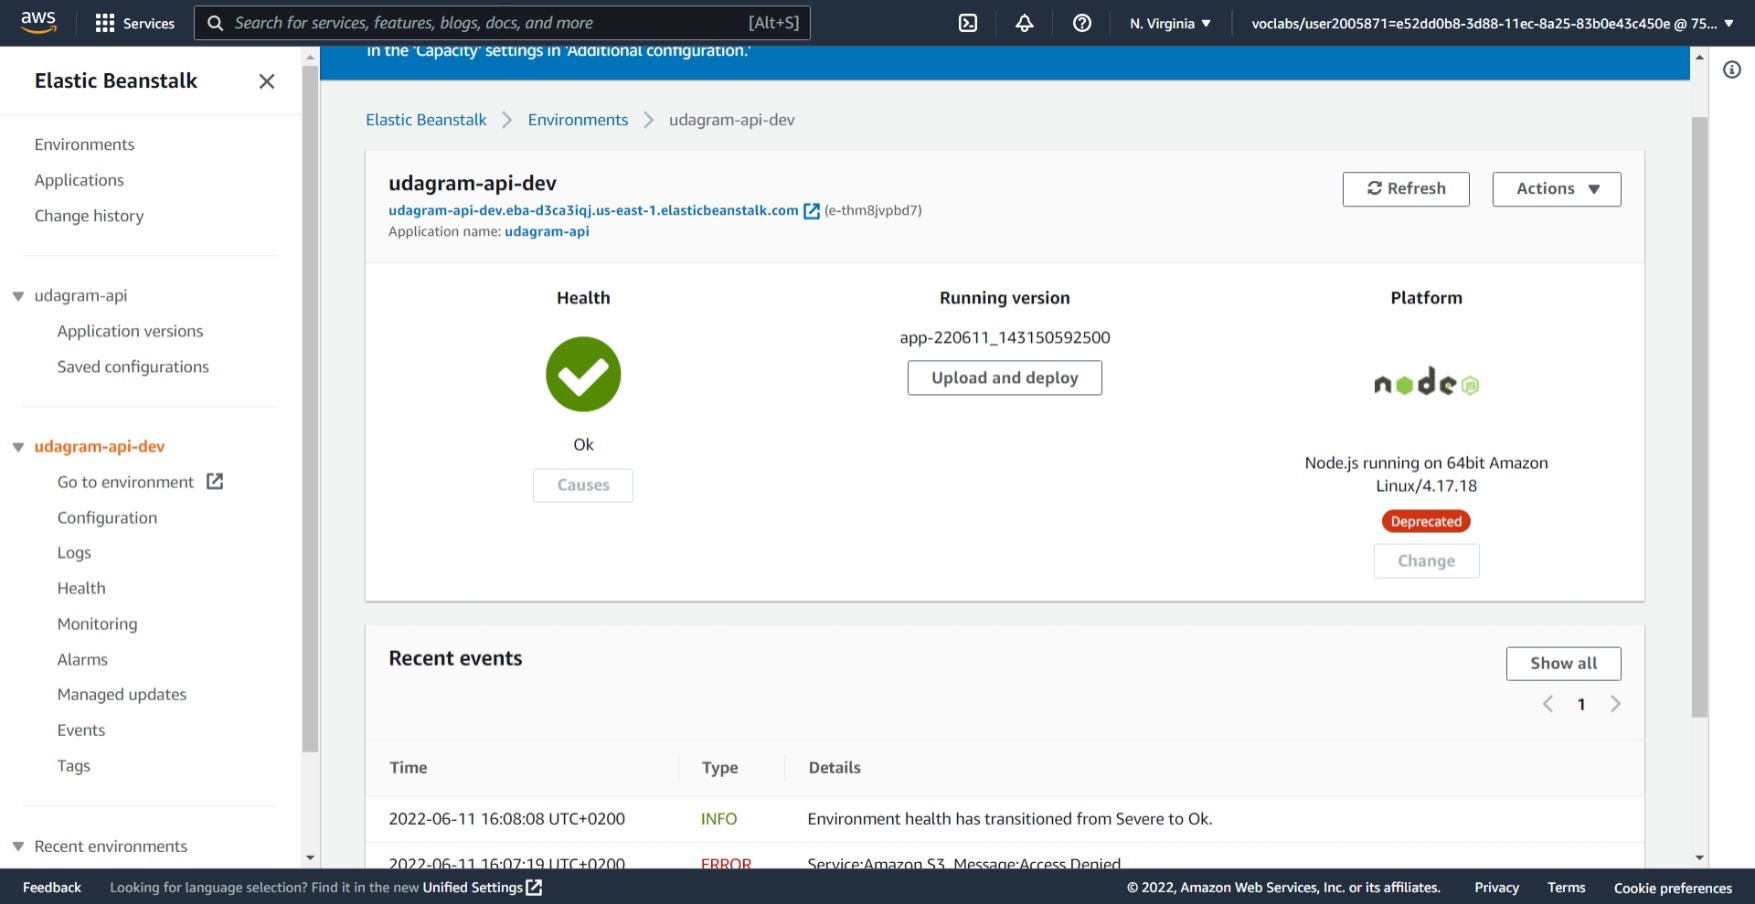 aws
Services
Search for services, features, blogs, docs, and more
[Alt+S]
N. Virginia ▼
voclabs/user2005871=e52dd0b8-3d88-11ec-8a25-83b0e43c450e @ 75... ▼
in the 'Capacity' settings in 'Additional configuration.'
Elastic Beanstalk
Environments
Applications
Change history
udagram-api
Application versions
Saved configurations
udagram-api-dev
Go to environment
Configuration
Logs
Health
Monitoring
Alarms
Managed updates
Events
Tags
Recent environments
Elastic Beanstalk > Environments > udagram-api-dev
udagram-api-dev
udagram-api-dev.eba-d3ca3iqj.us-east-1.elasticbeanstalk.com (e-thm8jvpbd7)
Application name: udagram-api
Refresh
Actions ▼
Health
Ok
Causes
Running version
app-220611_143150592500
Upload and deploy
Platform
node JS
Node.js running on 64bit Amazon
Linux/4.17.18
Deprecated
Change
Recent events
Show all
< 1 >
Time Type Details
2022-06-11 16:08:08 UTC+0200 INFO Environment health has transitioned from Severe to Ok.
2022-06-11 16:07:19 UTC+0200 ERROR Service:Amazon S3, Message:Access Denied
Feedback
Looking for language selection? Find it in the new Unified Settings
© 2022, Amazon Web Services, Inc. or its affiliates.
Privacy
Terms
Cookie preferences